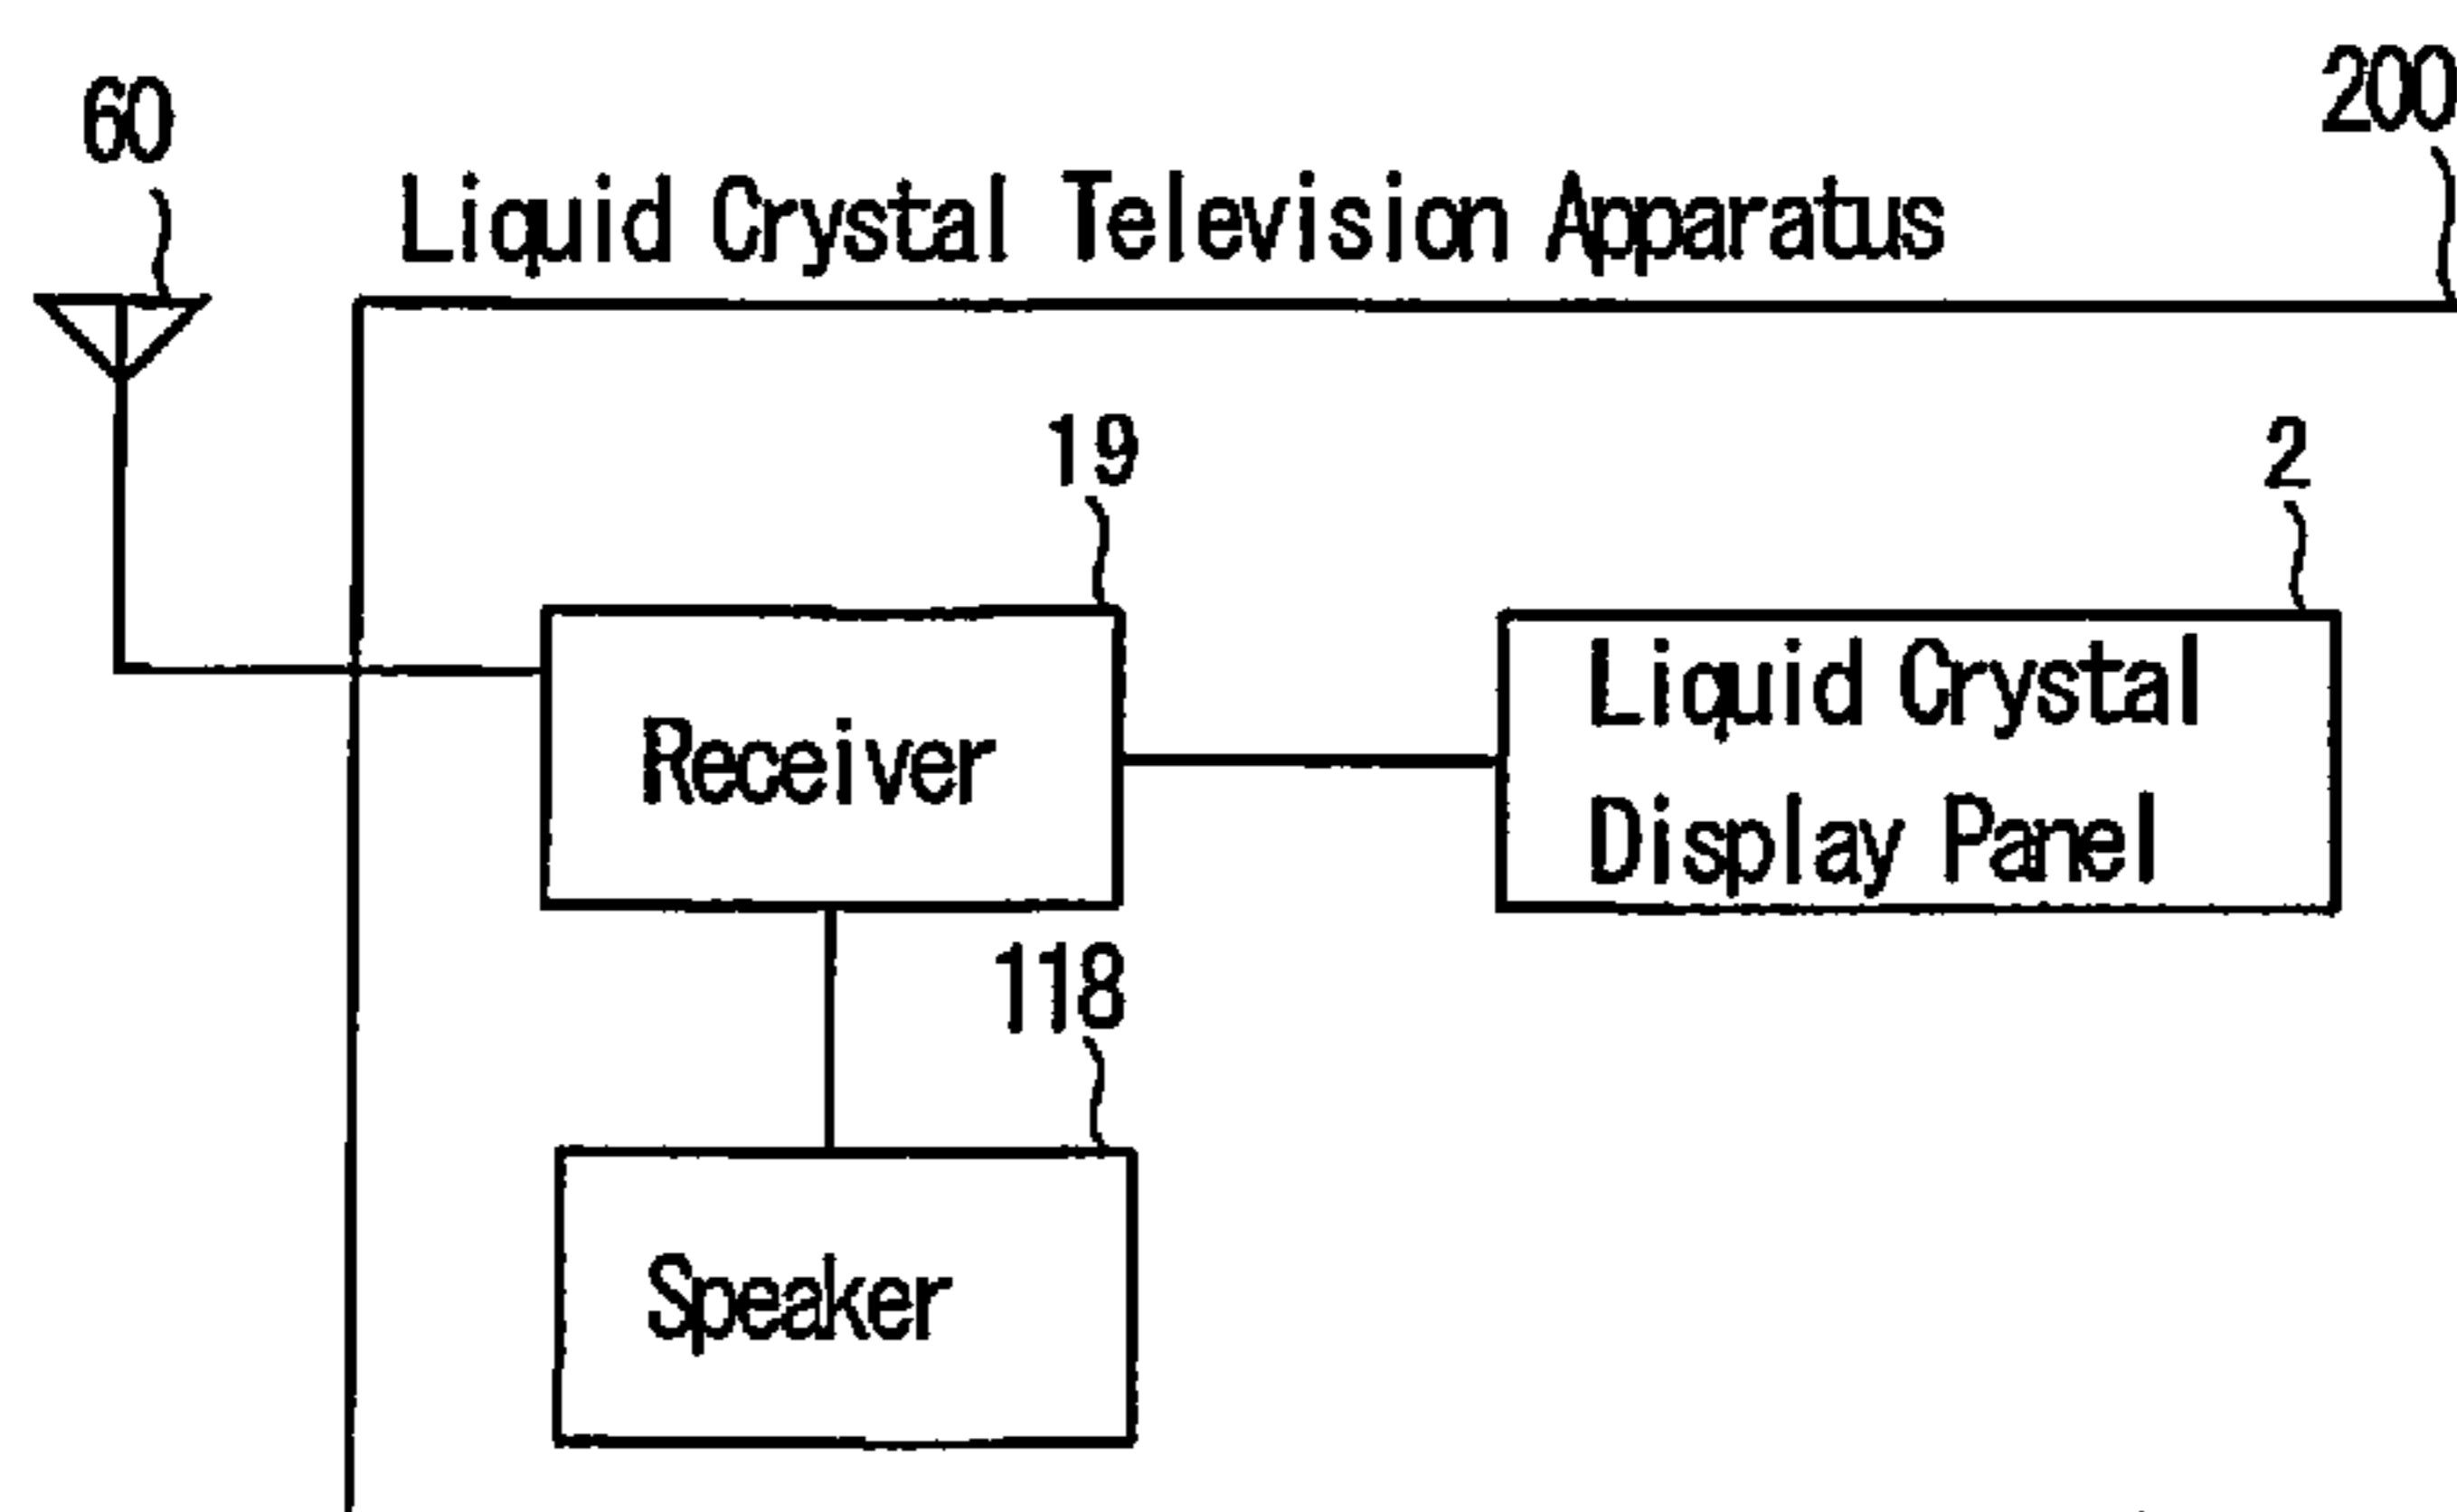 60
200
Liquid Crystal Television Apparatus
19
2
Receiver
Liquid Crystal
Display Panel
118
Speaker